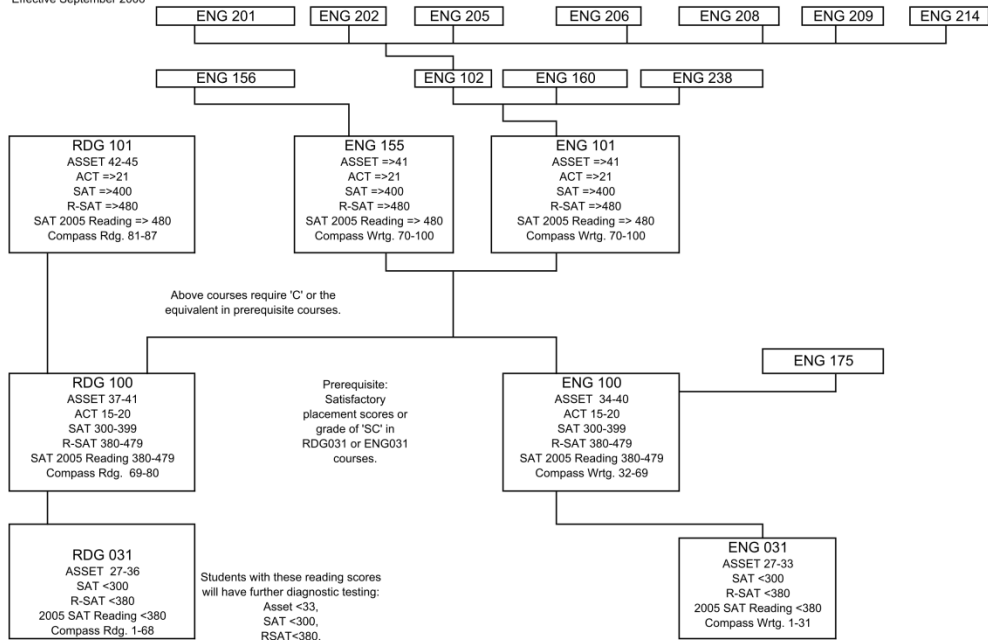 Effective September 2006
ENG 201
ENG 202
ENG 205
ENG 206
ENG 208
ENG 209
ENG 214
ENG 156
ENG 102
ENG 160
ENG 238
RDG 101
ASSET 42-45
ACT =>21
SAT =>400
R-SAT =>480
SAT 2005 Reading => 480
Compass Rdg. 81-87
ENG 155
ASSET =>41
ACT =>21
SAT =>400
R-SAT =>480
SAT 2005 Reading => 480
Compass Wrtg. 70-100
ENG 101
ASSET =>41
ACT =>21
SAT =>400
R-SAT =>480
SAT 2005 Reading => 480
Compass Wrtg. 70-100
Above courses require 'C' or the
equivalent in prerequisite courses.
ENG 175
RDG 100
ASSET 37-41
ACT 15-20
SAT 300-399
R-SAT 380-479
SAT 2005 Reading 380-479
Compass Rdg. 69-80
Prerequisite:
Satisfactory
placement scores or
grade of 'SC' in
RDG031 or ENG031
courses.
ENG 100
ASSET 34-40
ACT 15-20
SAT 300-399
R-SAT 380-479
SAT 2005 Reading 380-479
Compass Wrtg. 32-69
RDG 031
ASSET 27-36
SAT <300
R-SAT <380
2005 SAT Reading <380
Compass Rdg. 1-68
Students with these reading scores
will have further diagnostic testing:
Asset <33,
SAT <300,
RSAT<380.
ENG 031
ASSET 27-33
SAT <300
R-SAT <380
2005 SAT Reading <380
Compass Wrtg. 1-31